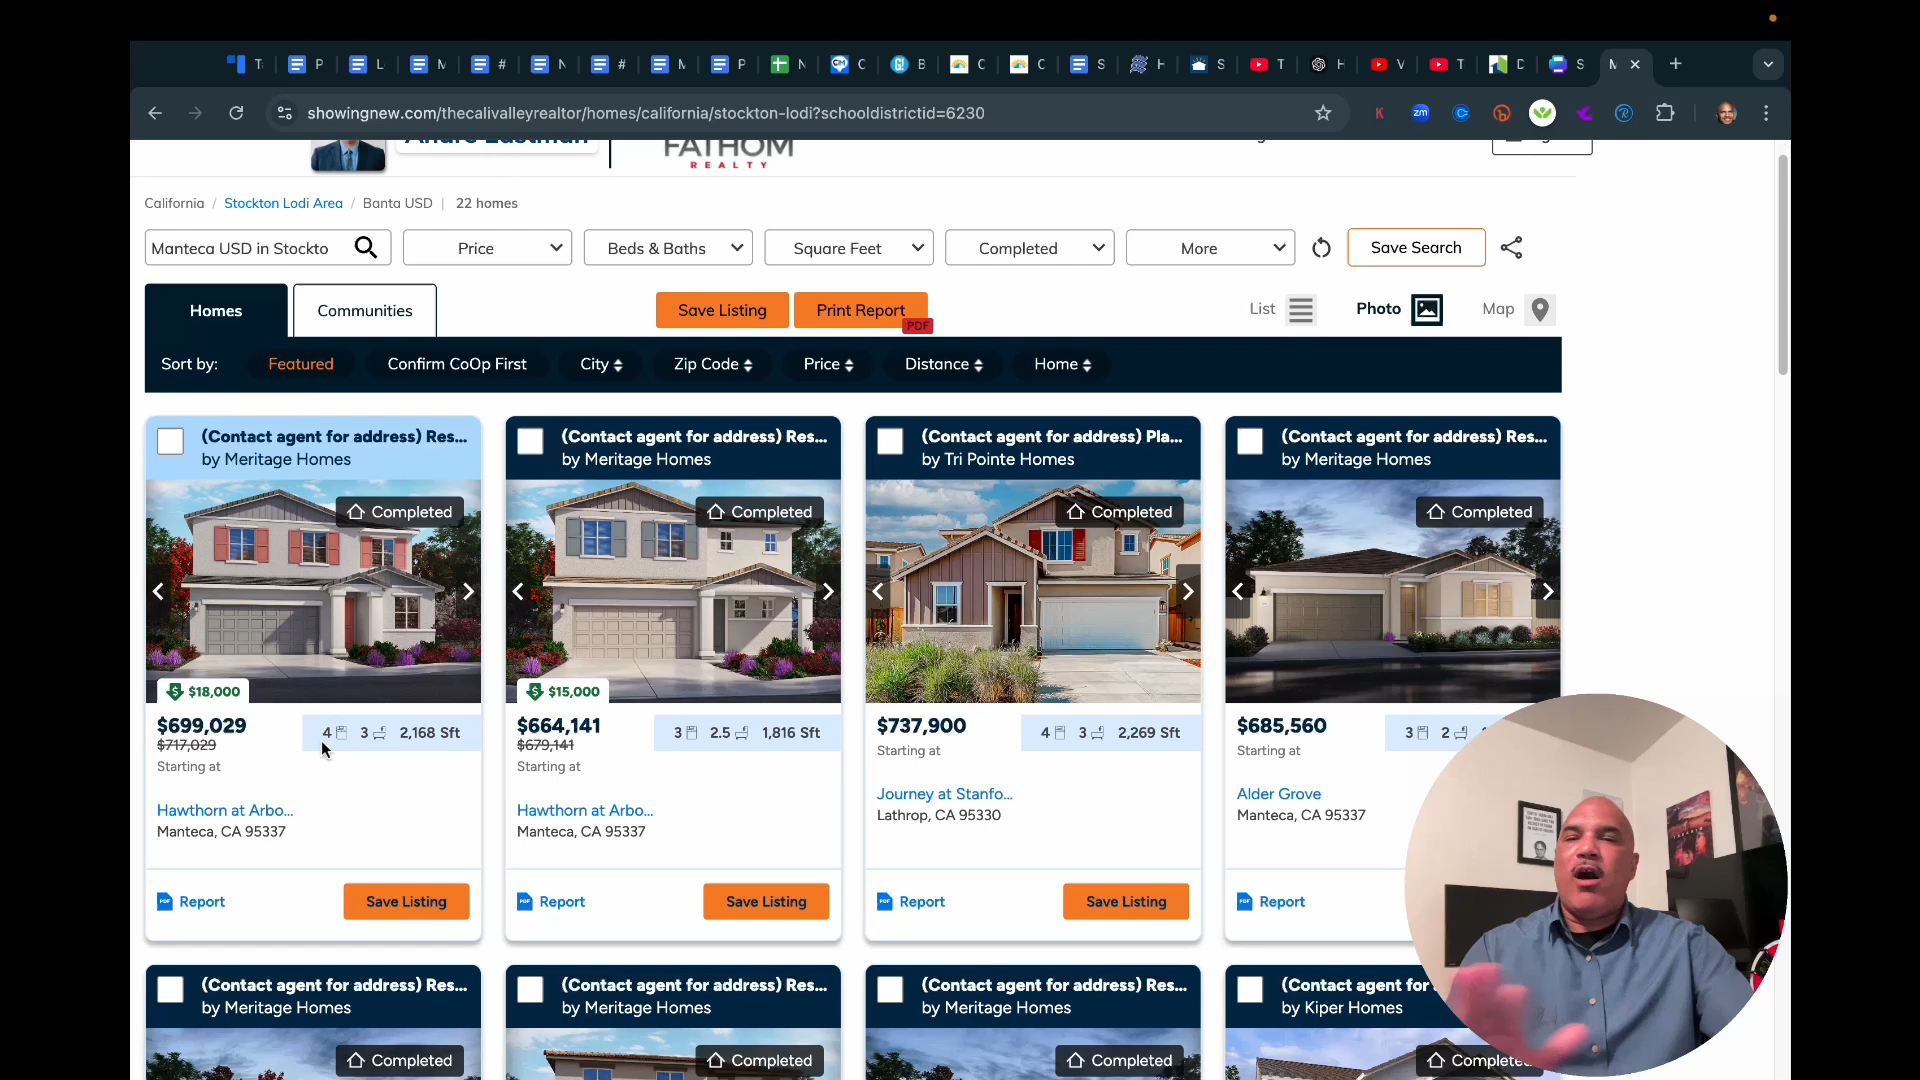 T
P
L
M
#
N
#
M
P
N
C
B
C
C
S
H
S
T
H
V
T
D
S
M
showingnew.com/thecalivalleyrealtor/homes/california/stockton-lodi?schooldistrictid=6230
zm
Andre Eastman
FATHOM
REALTY
California / Stockton Lodi Area / Banta USD | 22 homes
Manteca USD in Stockto
Price
Beds & Baths
Square Feet
Completed
More
Save Search
Homes
Communities
Save Listing
Print Report
PDF
List
Photo
Map
Sort by: Featured Confirm CoOp First City Zip Code Price Distance Home
(Contact agent for address) Res...
by Meritage Homes
Completed
$18,000
$699,029
$717,029
Starting at
4 3 2,168 Sft
Hawthorn at Arbo...
Manteca, CA 95337
PDF Report
Save Listing
(Contact agent for address) Res...
by Meritage Homes
Completed
$15,000
$664,141
$679,141
Starting at
3 2.5 1,816 Sft
Hawthorn at Arbo...
Manteca, CA 95337
PDF Report
Save Listing
(Contact agent for address) Pla...
by Tri Pointe Homes
Completed
$737,900
Starting at
4 3 2,269 Sft
Journey at Stanfo...
Lathrop, CA 95330
PDF Report
Save Listing
(Contact agent for address) Res...
by Meritage Homes
Completed
$685,560
Starting at
3 2
Alder Grove
Manteca, CA 95337
PDF Report
(Contact agent for address) Res...
by Meritage Homes
Completed
(Contact agent for address) Res...
by Meritage Homes
Completed
(Contact agent for address) Res...
by Meritage Homes
Completed
(Contact agent for
by Kiper Homes
Complete